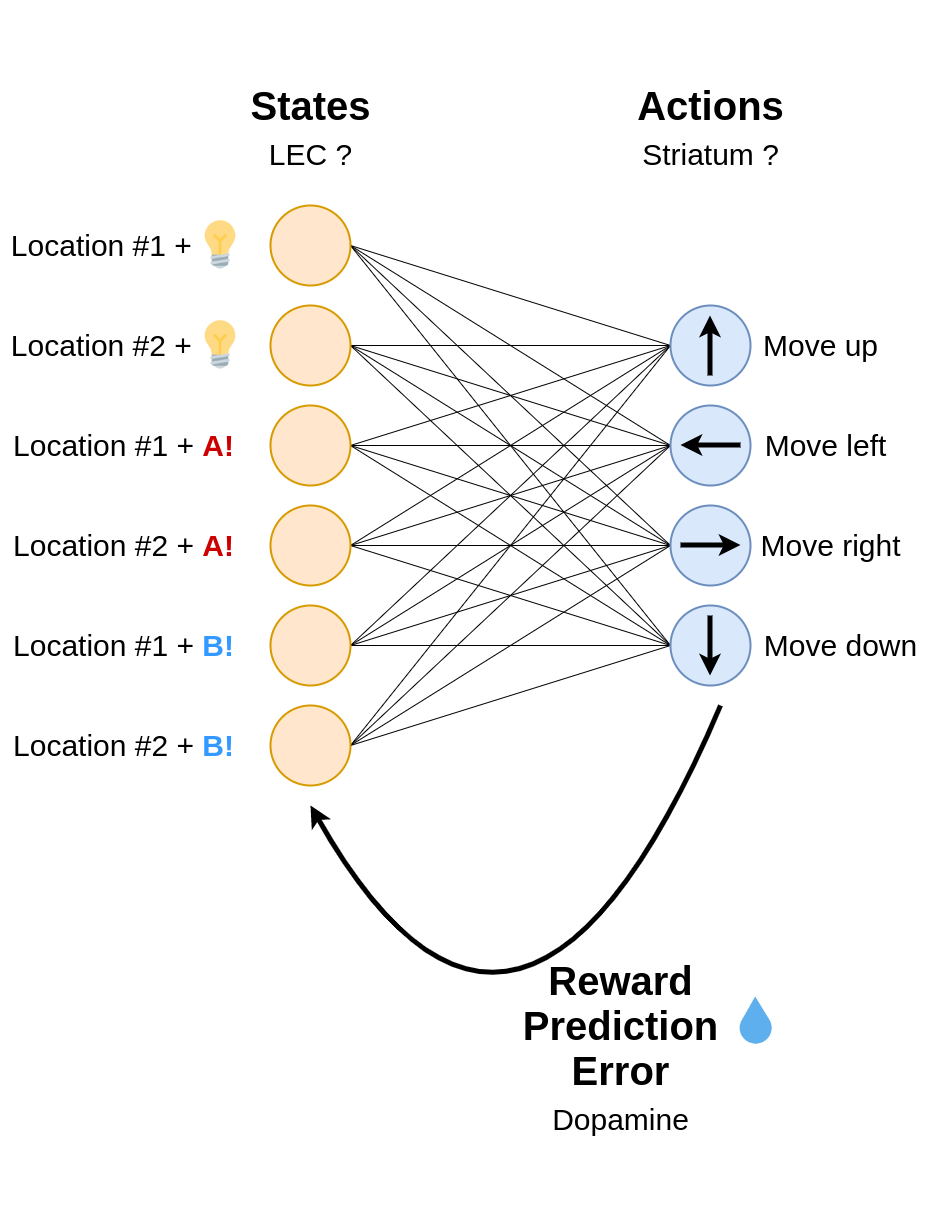 States
Actions
LEC ?
Striatum ?
Location #1 +
Location #2 +
Move up
Location #1 + A!
Move left
Location #2 + A!
Move right
Location #1 + B!
Move down
Location #2 + B!
Reward
Prediction
Error
Dopamine